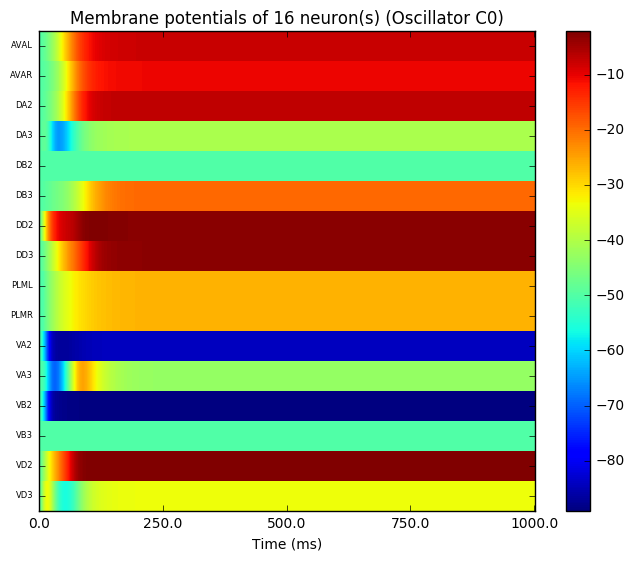 Membrane potentials of 16 neuron(s) (Oscillator C0)
AVAL
AVAR
DA2
DA3
DB2
DB3
DD2
DD3
PLML
PLMR
VA2
VA3
VB2
VB3
VD2
VD3
0.0 250.0 500.0 750.0 1000.0
Time (ms)
−10
−20
−30
−40
−50
−60
−70
−80